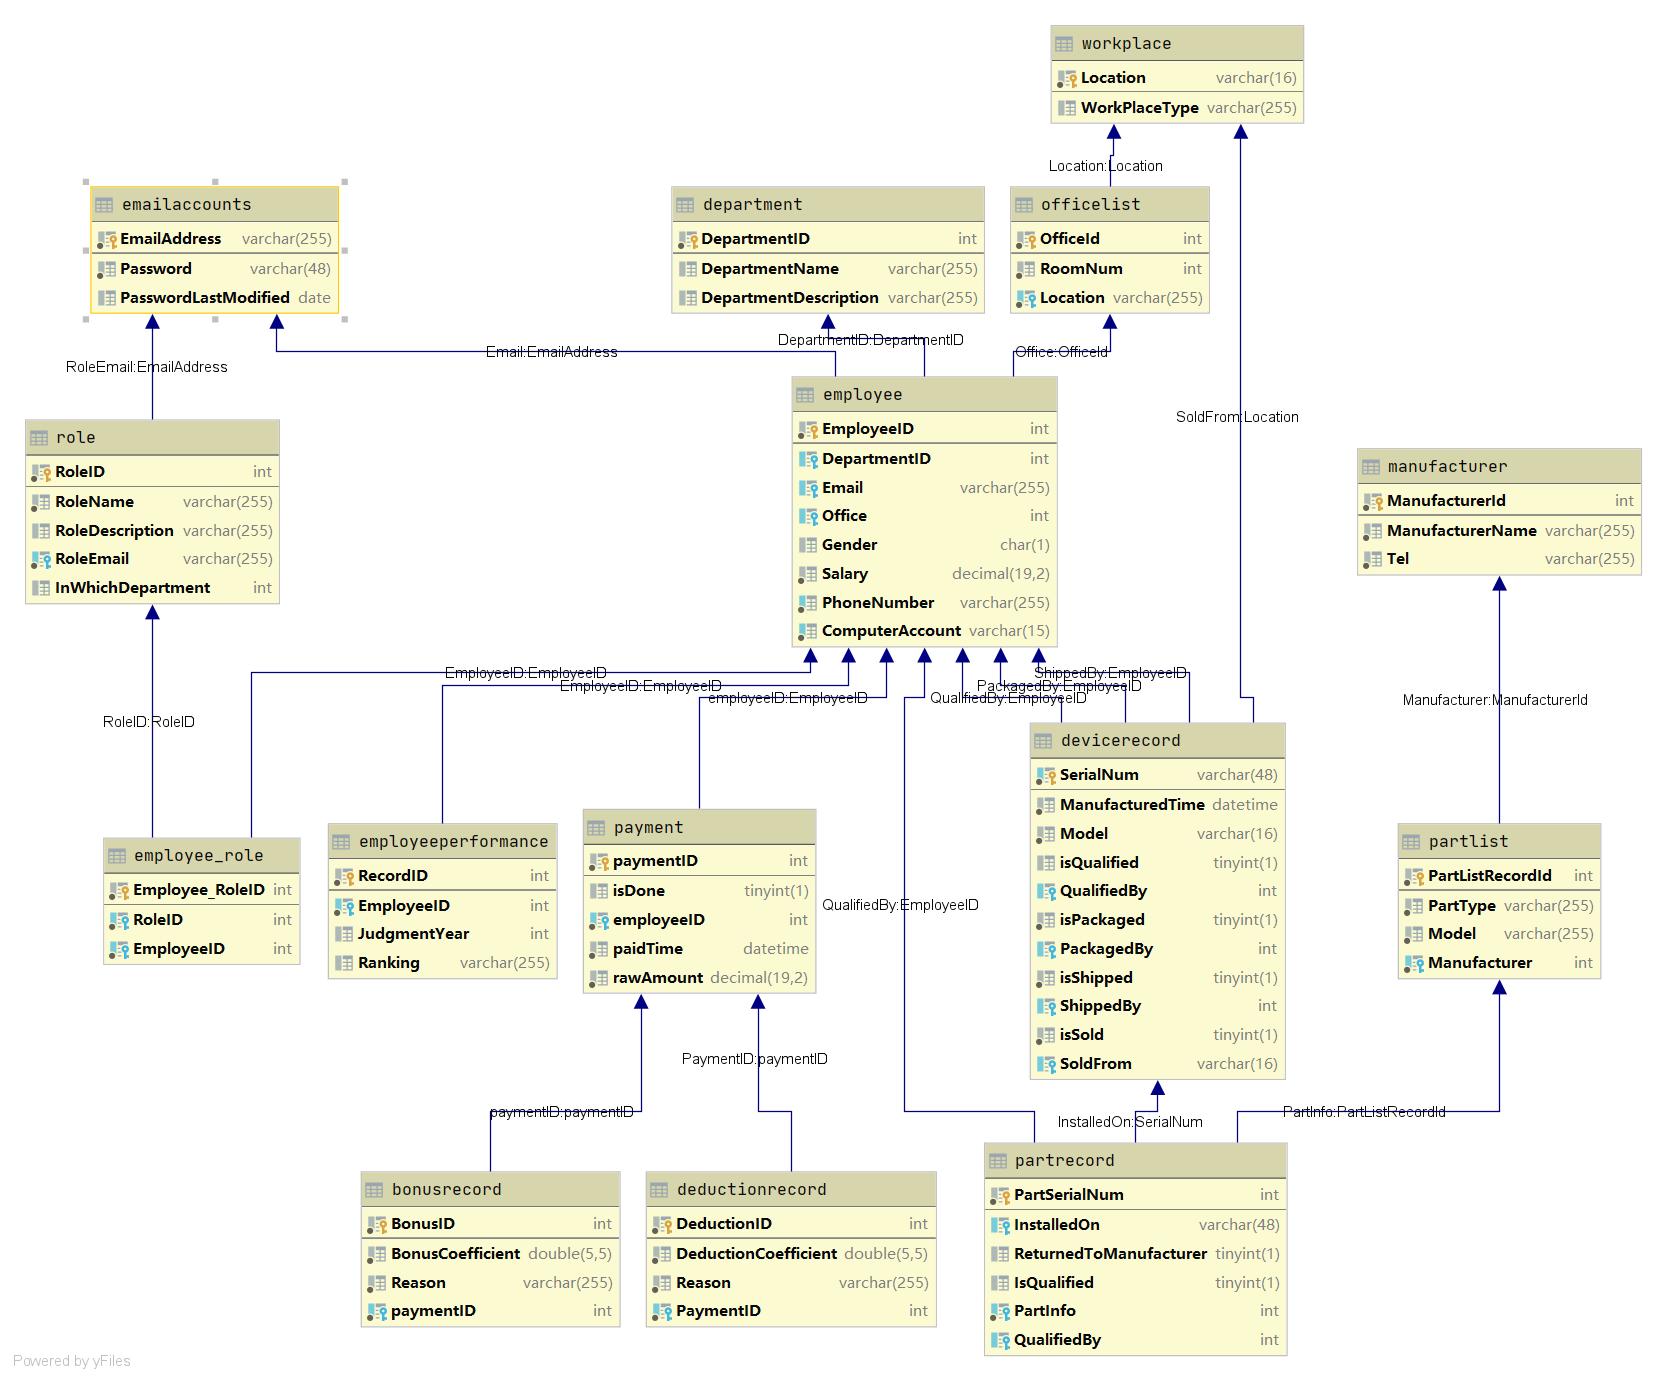 workplace
Location varchar(16)
WorkPlaceType varchar(255)
Location:Location
emailaccounts
EmailAddress varchar(255)
Password varchar(48)
PasswordLastModified date
department
DepartmentID int
DepartmentName varchar(255)
DepartmentDescription varchar(255)
officelist
OfficeId int
RoomNum int
Location varchar(255)
DepartmentID:DepartmentID
Email:EmailAddress
Office:OfficeId
RoleEmail:EmailAddress
SoldFrom:Location
employee
EmployeeID int
DepartmentID int
Email varchar(255)
Office int
Gender char(1)
Salary decimal(19,2)
PhoneNumber varchar(255)
ComputerAccount varchar(15)
role
RoleID int
RoleName varchar(255)
RoleDescription varchar(255)
RoleEmail varchar(255)
InWhichDepartment int
manufacturer
ManufacturerId int
ManufacturerName varchar(255)
Tel varchar(255)
EmployeeID:EmployeeID
ShippedBy:EmployeeID
EmployeeID:EmployeeID
PackagedBy:EmployeeID
employeeID:EmployeeID
QualifiedBy:EmployeeID
Manufacturer:ManufacturerId
RoleID:RoleID
devicerecord
SerialNum varchar(48)
ManufacturedTime datetime
Model varchar(16)
isQualified tinyint(1)
QualifiedBy int
isPackaged tinyint(1)
PackagedBy int
isShipped tinyint(1)
ShippedBy int
isSold tinyint(1)
SoldFrom varchar(16)
employee_role
Employee_RoleID int
RoleID int
EmployeeID int
employeeperformance
RecordID int
EmployeeID int
JudgmentYear int
Ranking varchar(255)
payment
paymentID int
isDone tinyint(1)
employeeID int
paidTime datetime
rawAmount decimal(19,2)
QualifiedBy:EmployeeID
partlist
PartListRecordId int
PartType varchar(255)
Model varchar(255)
Manufacturer int
PaymentID:paymentID
paymentID:paymentID
InstalledOn:SerialNum
PartInfo:PartListRecordId
bonusrecord
BonusID int
BonusCoefficient double(5,5)
Reason varchar(255)
paymentID int
deductionrecord
DeductionID int
DeductionCoefficient double(5,5)
Reason varchar(255)
PaymentID int
partrecord
PartSerialNum int
InstalledOn varchar(48)
ReturnedToManufacturer tinyint(1)
IsQualified tinyint(1)
PartInfo int
QualifiedBy int
Powered by yFiles